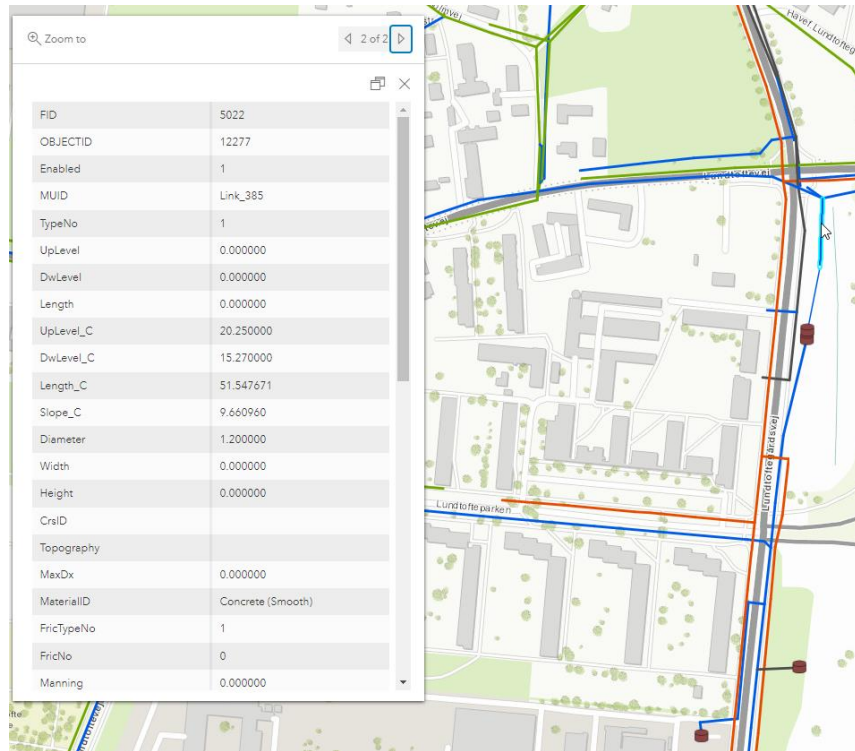 Zoom to
2 of 2
FID 5022
OBJECTID 12277
Enabled 1
MUID Link_385
TypeNo 1
UpLevel 0.000000
DwLevel 0.000000
Length 0.000000
UpLevel_C 20.250000
DwLevel_C 15.270000
Length_C 51.547671
Slope_C 9.660960
Diameter 1.200000
Width 0.000000
Height 0.000000
CrsID
Topography
MaxDx 0.000000
MaterialID Concrete (Smooth)
FricTypeNo 1
FricNo 0
Manning 0.000000
Lundtoftevej
Lundtoftegårdsvej
Lundtofteparken